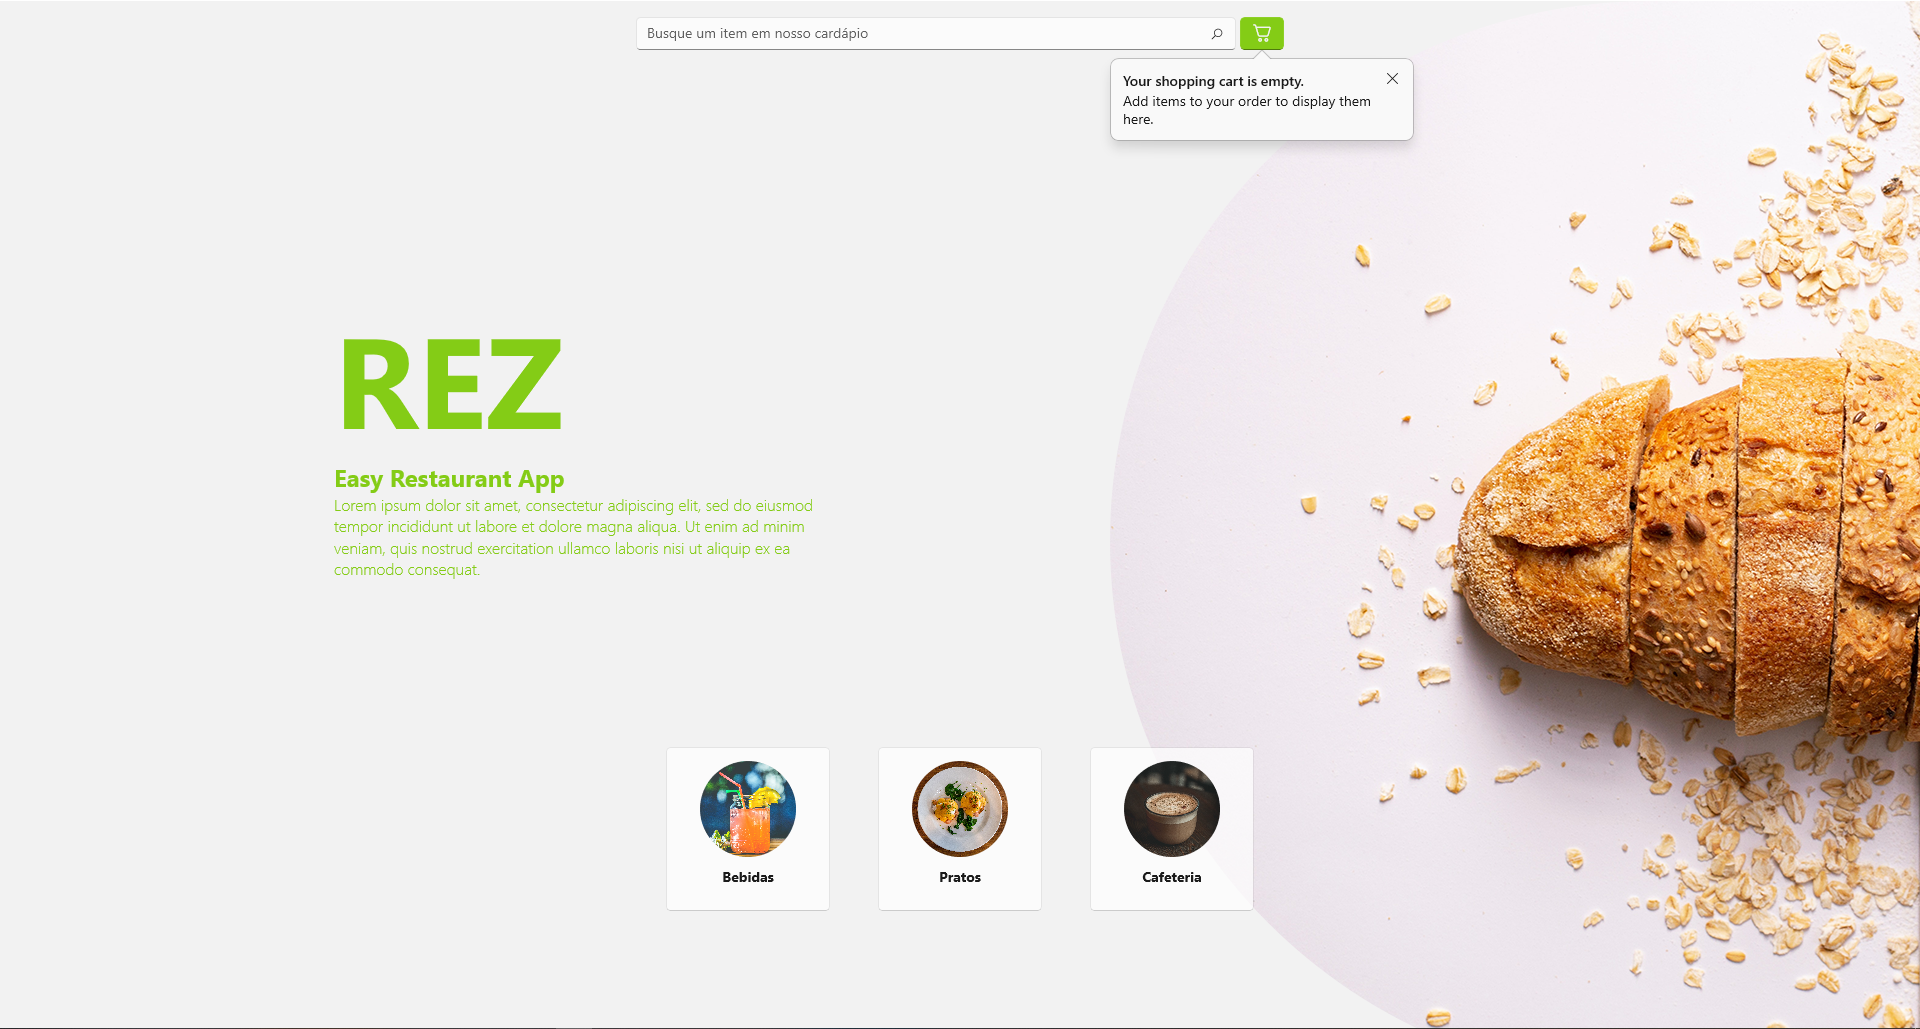 Busque um item em nosso cardápio
Your shopping cart is empty.
Add items to your order to display them
here.
REZ
Easy Restaurant App
Lorem ipsum dolor sit amet, consectetur adipiscing elit, sed do eiusmod
tempor incididunt ut labore et dolore magna aliqua. Ut enim ad minim
veniam, quis nostrud exercitation ullamco laboris nisi ut aliquip ex ea
commodo consequat.
Bebidas
Pratos
Cafeteria